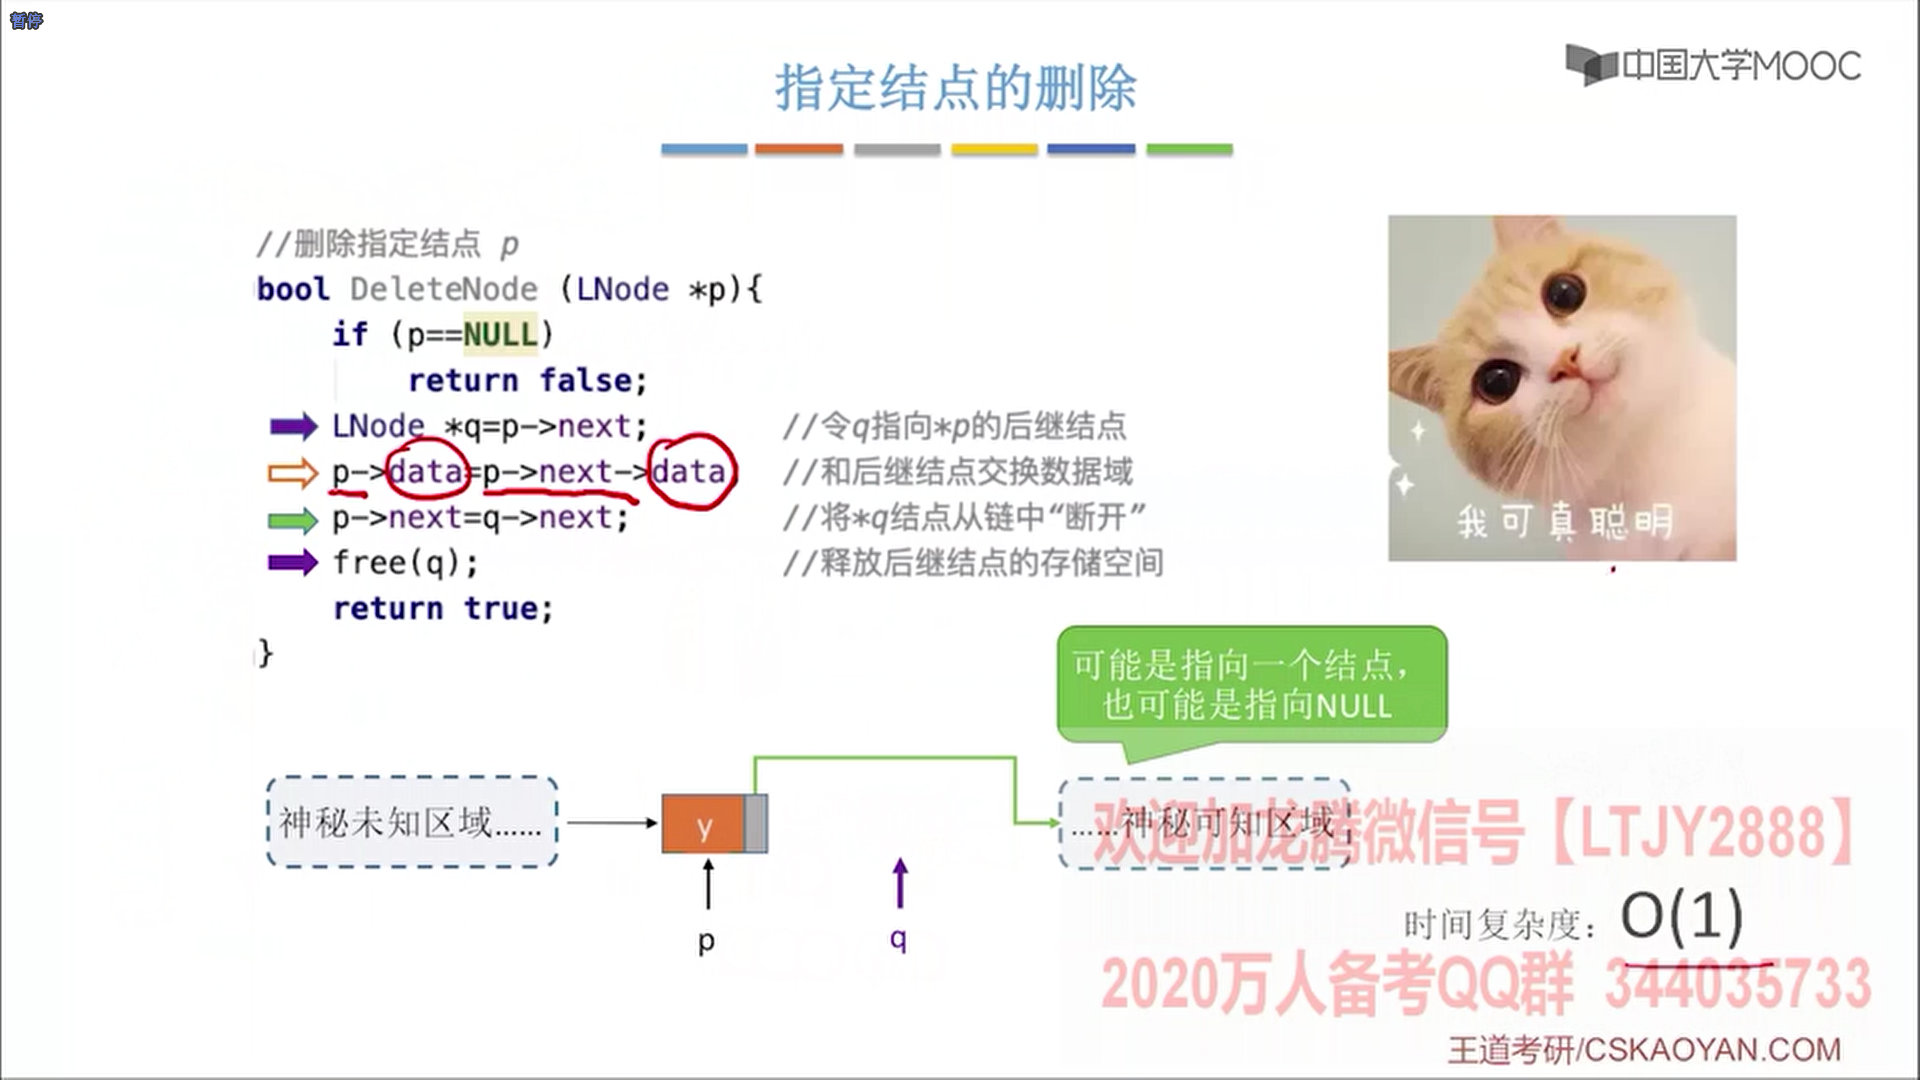 暂停
中国大学MOOC
指定结点的删除
//删除指定结点 p
bool DeleteNode (LNode *p){
if (p==NULL)
return false;
LNode *q=p->next; //令q指向*p的后继结点
p->data=p->next->data //和后继结点交换数据域
p->next=q->next; //将*q结点从链中“断开”
free(q); //释放后继结点的存储空间
return true;
}
我可真聪明
可能是指向一个结点，
也可能是指向NULL
神秘未知区域……
y
……神秘可知区域
欢迎加龙腾微信号【LTJY2888】
p
q
时间复杂度：O(1)
2020万人备考QQ群 344035733
王道考研/CSKAOYAN.COM